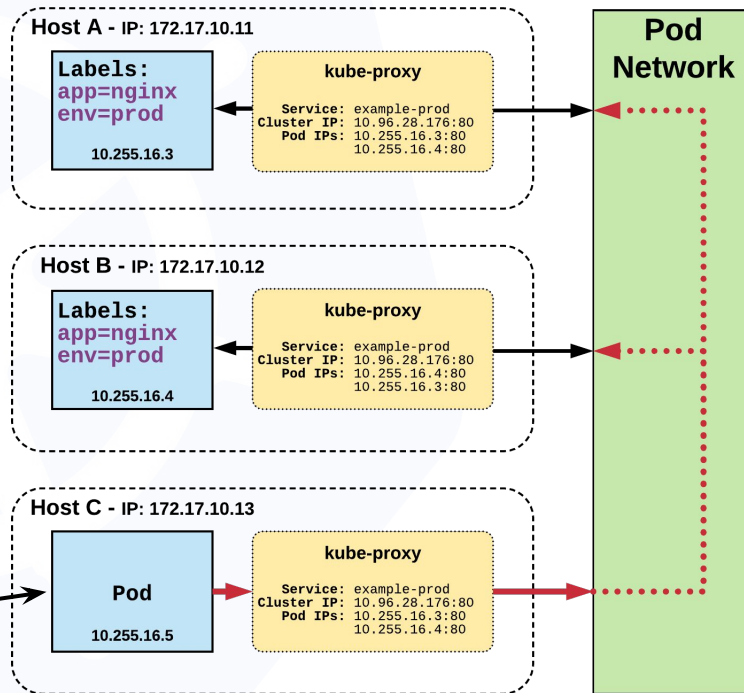 Host A - IP: 172.17.10.11
Labels:
app=nginx
env=prod
10.255.16.3
kube-proxy
Service: example-prod
Cluster IP: 10.96.28.176:80
Pod IPs: 10.255.16.3:80
10.255.16.4:80
Pod
Network
Host B - IP: 172.17.10.12
Labels:
app=nginx
env=prod
10.255.16.4
kube-proxy
Service: example-prod
Cluster IP: 10.96.28.176:80
Pod IPs: 10.255.16.4:80
10.255.16.3:80
Host C - IP: 172.17.10.13
Pod
10.255.16.5
kube-proxy
Service: example-prod
Cluster IP: 10.96.28.176:80
Pod IPs: 10.255.16.3:80
10.255.16.4:80